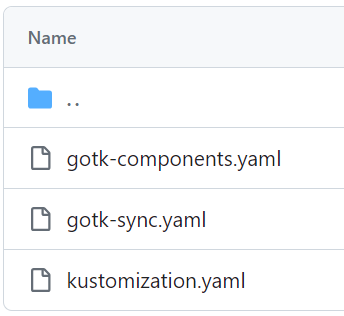 Name
..
gotk-components.yaml
gotk-sync.yaml
kustomization.yaml